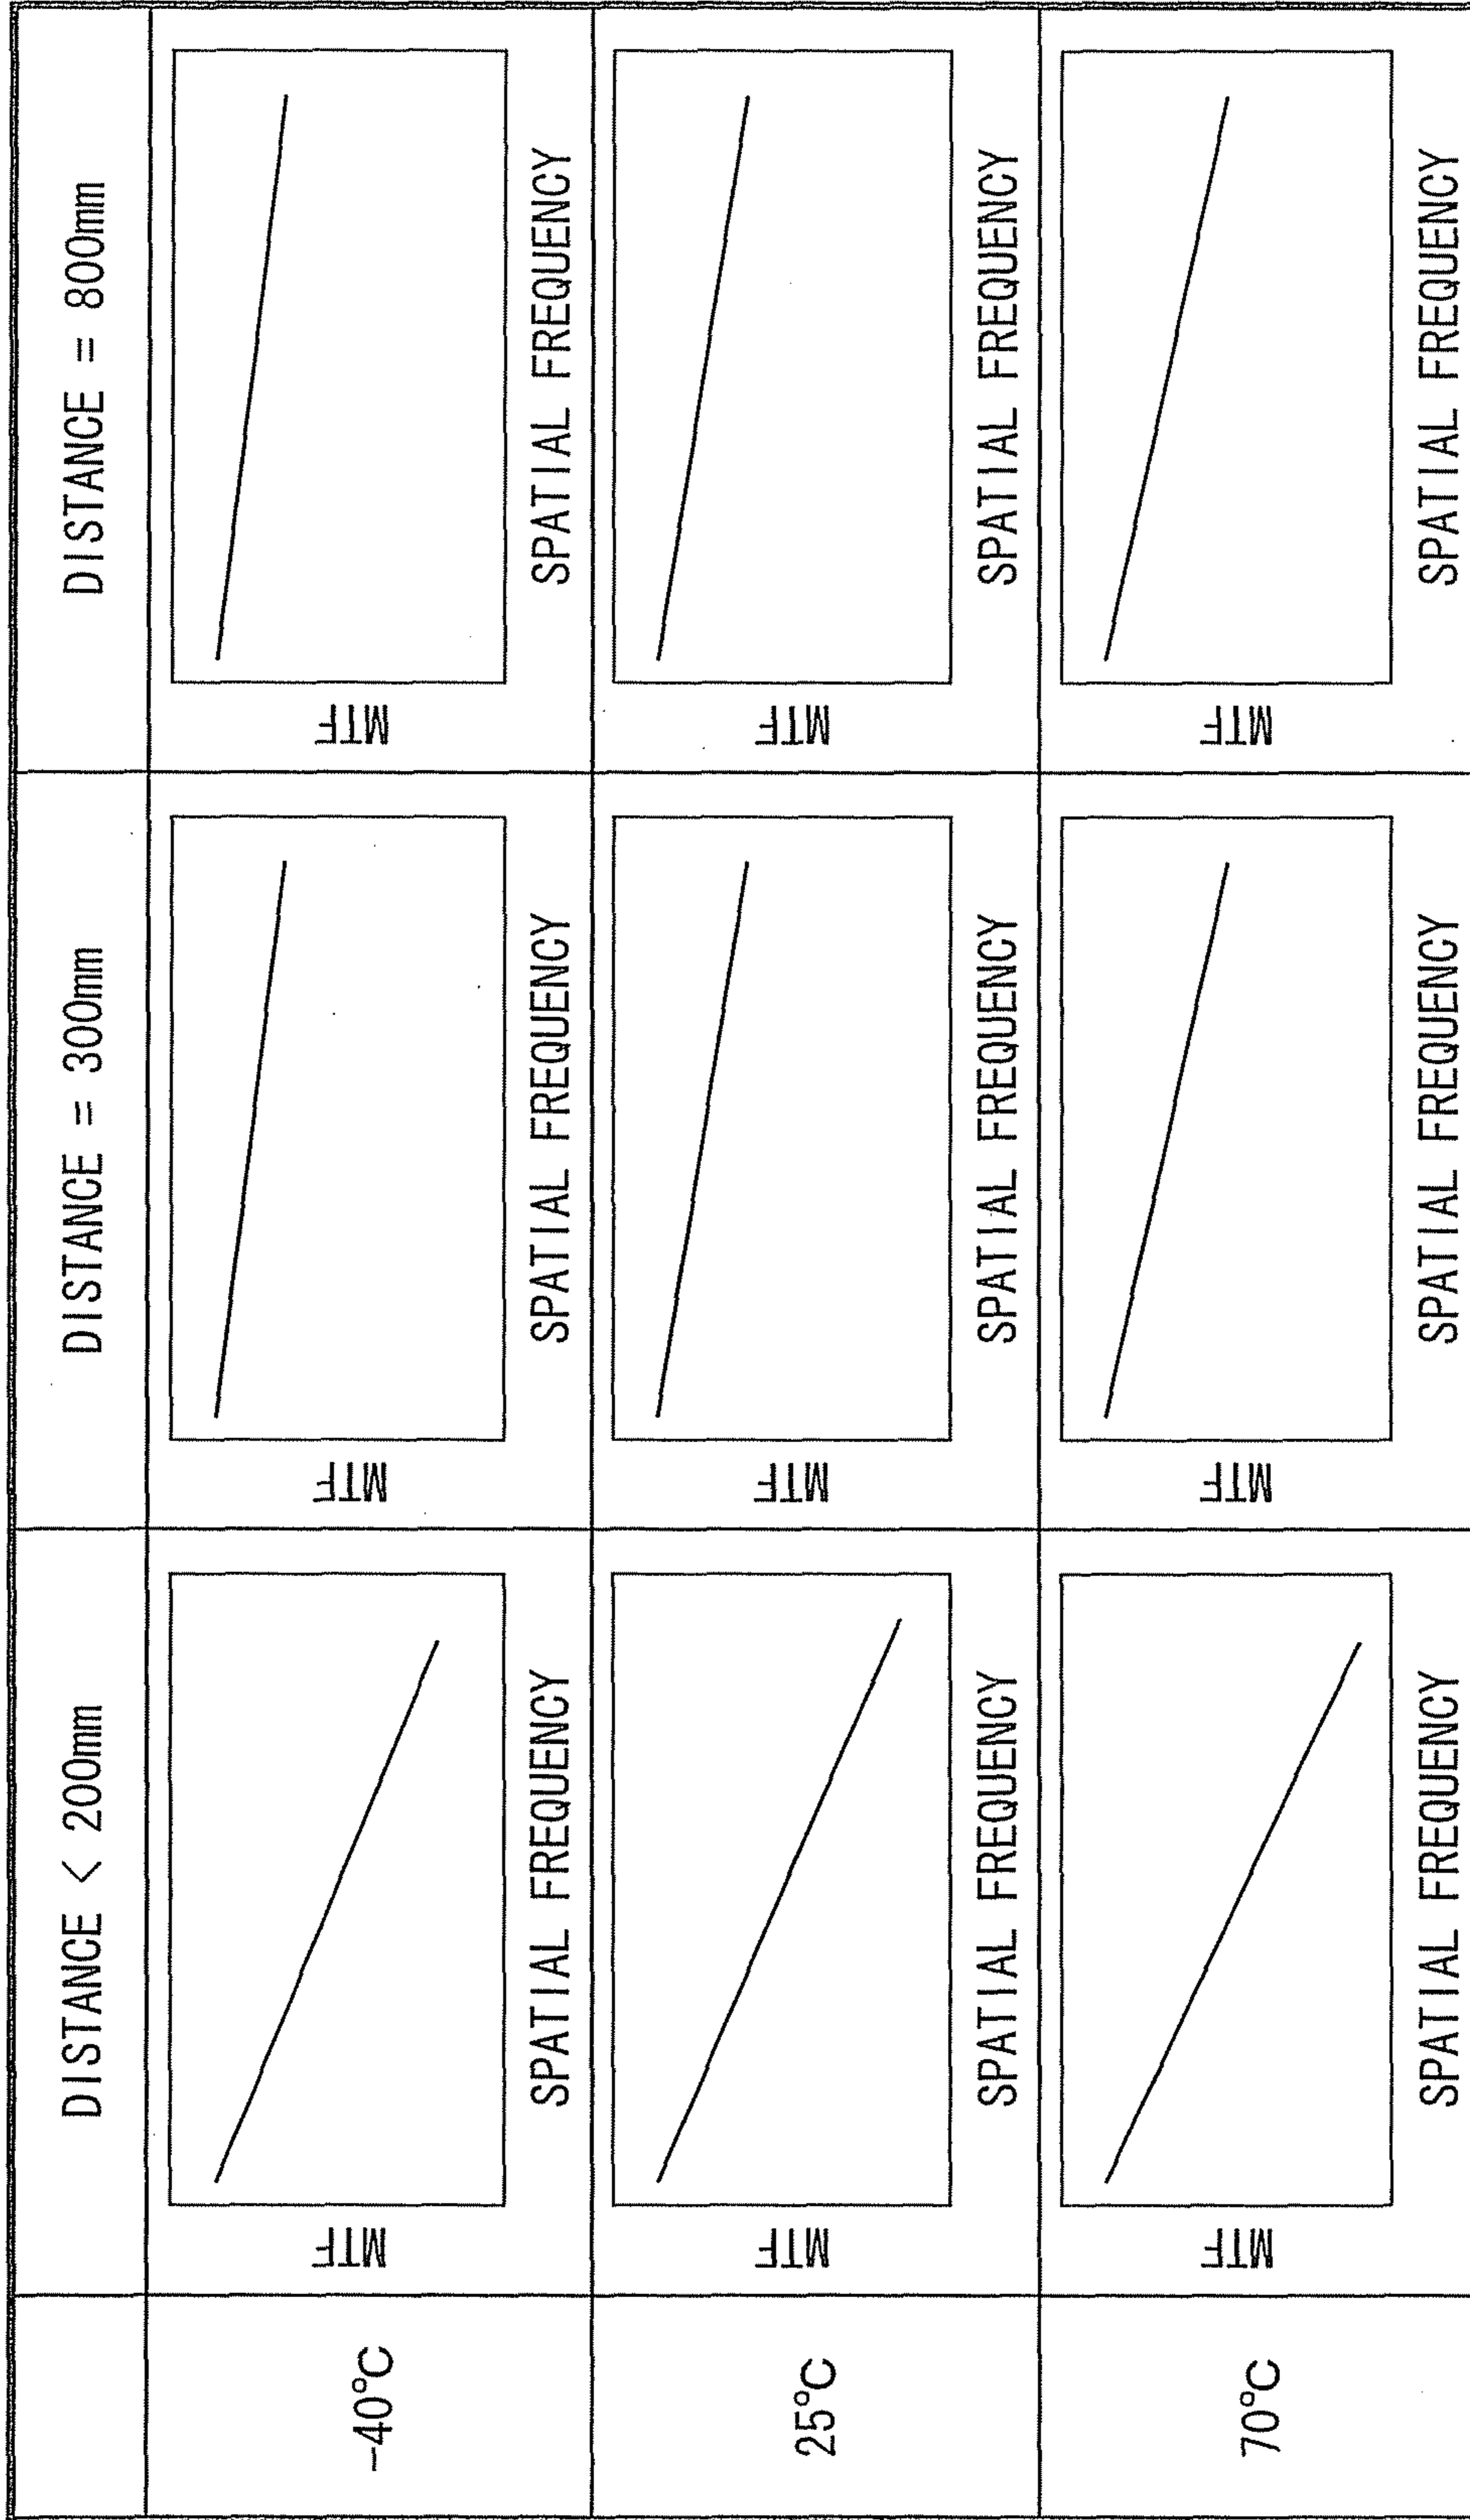 DISTANCE < 200mm
DISTANCE = 300mm
DISTANCE = 800mm
-40°C
MTF
SPATIAL FREQUENCY
MTF
SPATIAL FREQUENCY
MTF
SPATIAL FREQUENCY
25°C
MTF
SPATIAL FREQUENCY
MTF
SPATIAL FREQUENCY
MTF
SPATIAL FREQUENCY
70°C
MTF
SPATIAL FREQUENCY
MTF
SPATIAL FREQUENCY
MTF
SPATIAL FREQUENCY